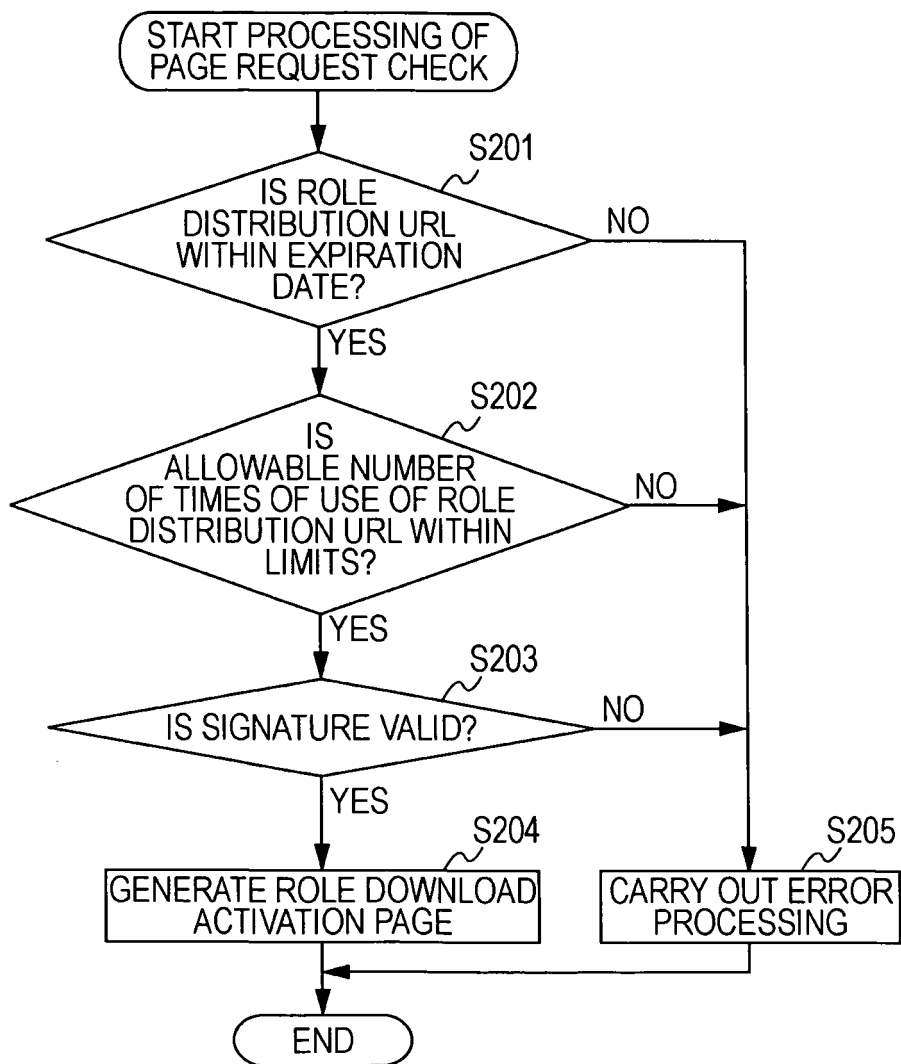 START PROCESSING OF
PAGE REQUEST CHECK
S201
IS ROLE
DISTRIBUTION URL
WITHIN EXPIRATION
DATE?
NO
YES
S202
IS
ALLOWABLE NUMBER
OF TIMES OF USE OF ROLE
DISTRIBUTION URL WITHIN
LIMITS?
NO
YES
S203
IS SIGNATURE VALID?
NO
YES
S204
GENERATE ROLE DOWNLOAD
ACTIVATION PAGE
S205
CARRY OUT ERROR
PROCESSING
END